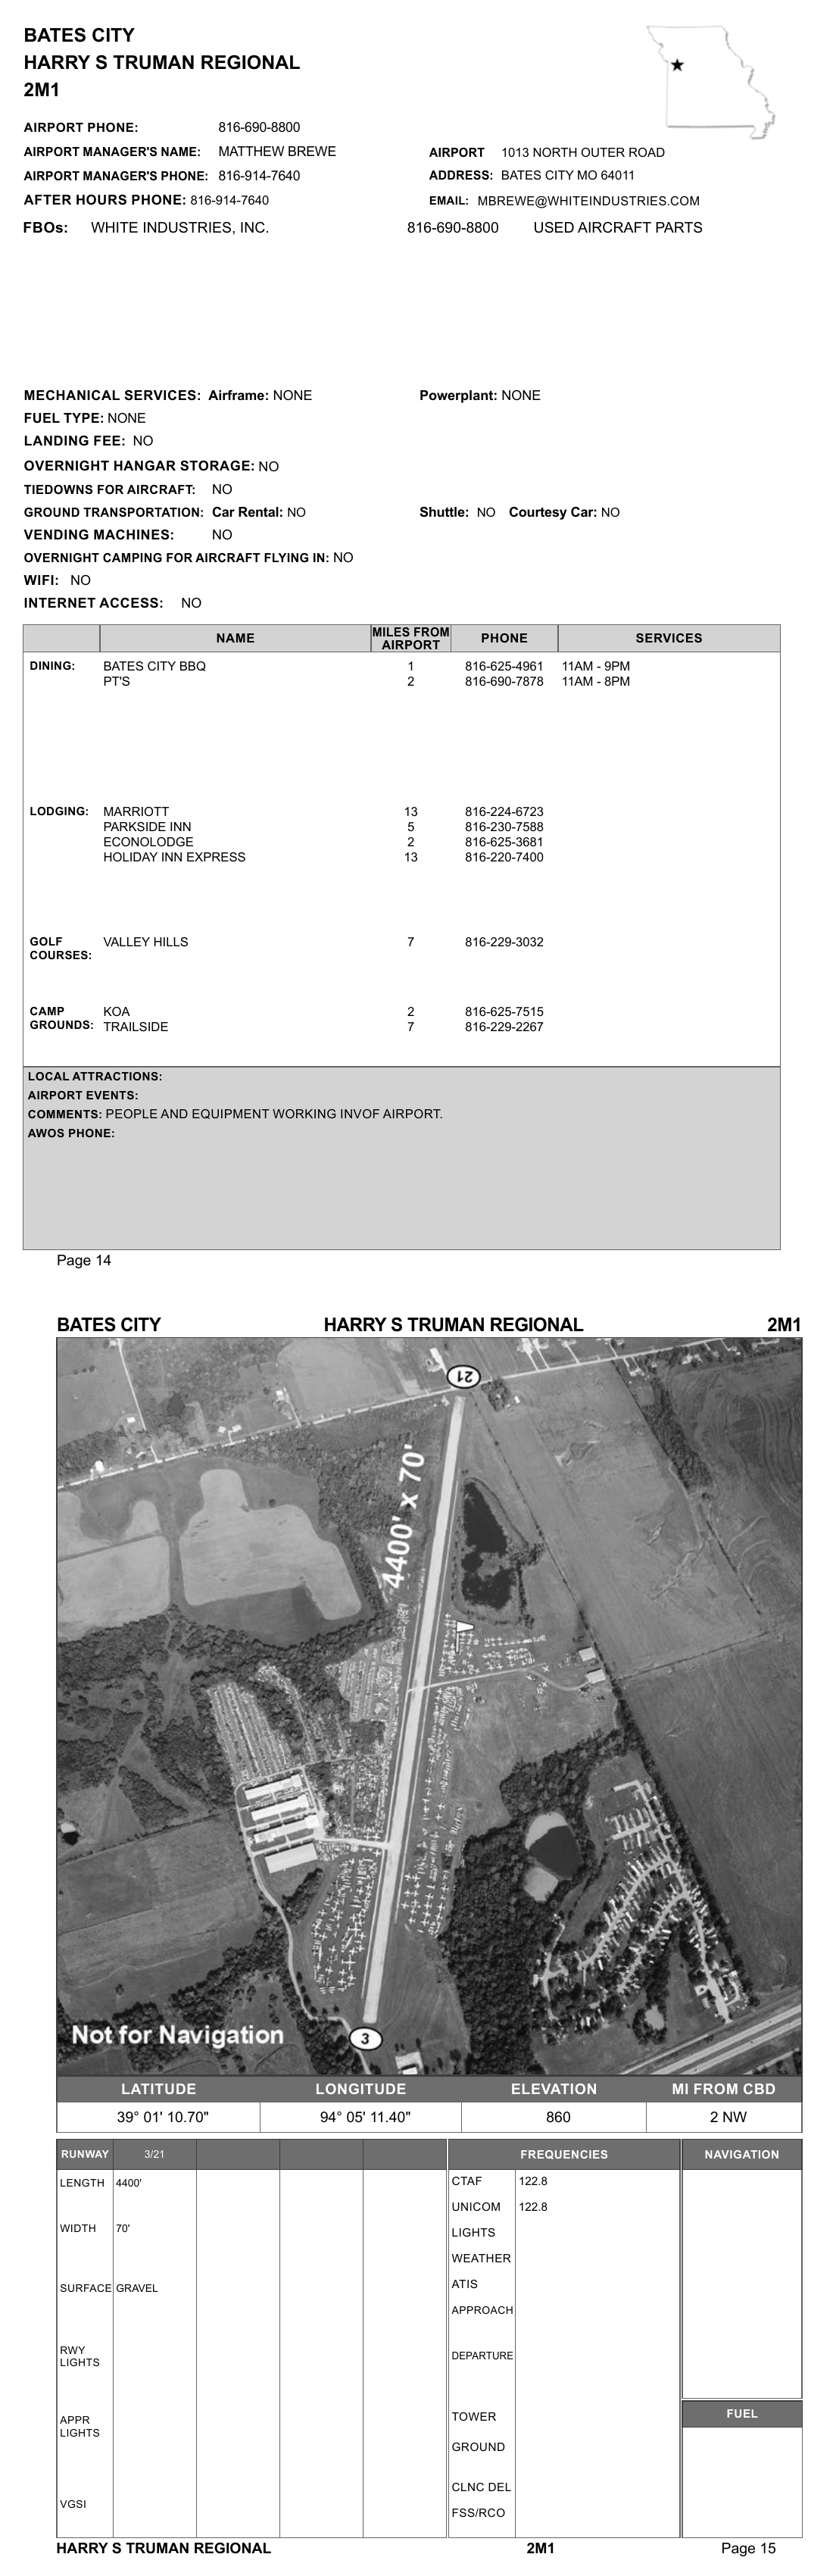 BATES CITY
HARRY S TRUMAN REGIONAL
2M1
AIRPORT PHONE: 816-690-8800
AIRPORT MANAGER'S NAME: MATTHEW BREWE
AIRPORT 1013 NORTH OUTER ROAD
AIRPORT MANAGER'S PHONE: 816-914-7640
ADDRESS: BATES CITY MO 64011
AFTER HOURS PHONE: 816-914-7640
EMAIL: MBREWE@WHITEINDUSTRIES.COM
FBOs: WHITE INDUSTRIES, INC. 816-690-8800 USED AIRCRAFT PARTS
MECHANICAL SERVICES: Airframe: NONE Powerplant: NONE
FUEL TYPE: NONE
LANDING FEE: NO
OVERNIGHT HANGAR STORAGE: NO
TIEDOWNS FOR AIRCRAFT: NO
GROUND TRANSPORTATION: Car Rental: NO Shuttle: NO Courtesy Car: NO
VENDING MACHINES: NO
OVERNIGHT CAMPING FOR AIRCRAFT FLYING IN: NO
WIFI: NO
INTERNET ACCESS: NO
NAME MILES FROM AIRPORT PHONE SERVICES
DINING: BATES CITY BBQ 1 816-625-4961 11AM - 9PM
PT'S 2 816-690-7878 11AM - 8PM
LODGING: MARRIOTT 13 816-224-6723
PARKSIDE INN 5 816-230-7588
ECONOLODGE 2 816-625-3681
HOLIDAY INN EXPRESS 13 816-220-7400
GOLF COURSES: VALLEY HILLS 7 816-229-3032
CAMP GROUNDS: KOA 2 816-625-7515
TRAILSIDE 7 816-229-2267
LOCAL ATTRACTIONS:
AIRPORT EVENTS:
COMMENTS: PEOPLE AND EQUIPMENT WORKING INVOF AIRPORT.
AWOS PHONE:
Page 14
BATES CITY HARRY S TRUMAN REGIONAL 2M1
21
4400' x 70'
Not for Navigation
3
LATITUDE LONGITUDE ELEVATION MI FROM CBD
39° 01' 10.70" 94° 05' 11.40" 860 2 NW
RUNWAY 3/21
LENGTH 4400'
WIDTH 70'
SURFACE GRAVEL
RWY LIGHTS
APPR LIGHTS
VGSI
FREQUENCIES
CTAF 122.8
UNICOM 122.8
LIGHTS
WEATHER
ATIS
APPROACH
DEPARTURE
TOWER
GROUND
CLNC DEL
FSS/RCO
NAVIGATION
FUEL
HARRY S TRUMAN REGIONAL 2M1 Page 15